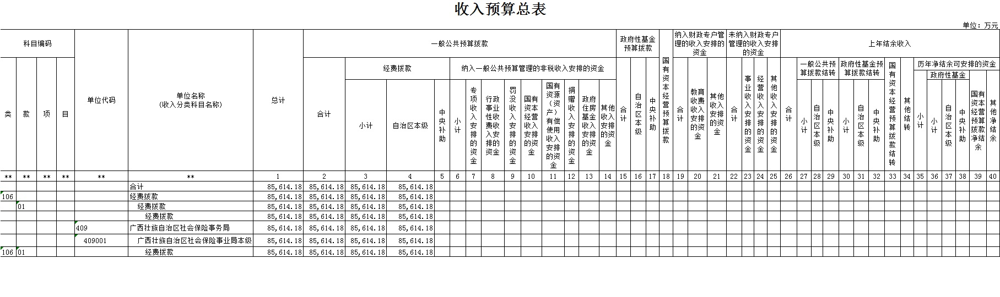 收入预算总表
单位：万元
科目编码 单位代码 单位名称 (收入分类科目名称) 总计 一般公共预算拨款 政府性基金预算拨款 国有资本经营预算拨款 纳入财政专户管理的收入安排的资金 未纳入财政专户管理的收入安排的资金 上年结余收入
类 款 项 目 合计 经费拨款 纳入一般公共预算管理的非税收入安排的资金 合计 自治区本级 中央补助 合计 教育收费收入安排的资金 其他收入安排的资金 合计 事业收入安排的资金 经营收入安排的资金 其他收入安排的资金 合计 一般公共预算拨款结转 政府性基金预算拨款结转 国有资本经营预算拨款结转 其他结转 历年净结余可安排的资金
小计 自治区本级 中央补助 小计 专项收入安排的资金 行政事业性收费收入安排的资金 罚没收入安排的资金 国有资本经营收入安排的资金 国有资源（资产）有偿使用收入安排的资金 捐赠收入安排的资金 政府住房基金收入安排的资金 其他收入安排的资金 小计 自治区本级 中央补助 小计 自治区本级 中央补助 小计 政府性基金 国有资本经营预算拨款净结余 其他净结余
小计 自治区本级 中央补助
** ** ** ** ** ** 1 2 3 4 5 6 7 8 9 10 11 12 13 14 15 16 17 18 19 20 21 22 23 24 25 26 27 28 29 30 31 32 33 34 35 36 37 38 39 40
合计 85,614.18 85,614.18 85,614.18 85,614.18
106 经费拨款 85,614.18 85,614.18 85,614.18 85,614.18
01 经费拨款 85,614.18 85,614.18 85,614.18 85,614.18
经费拨款 85,614.18 85,614.18 85,614.18 85,614.18
409 广西壮族自治区社会保险事务局 85,614.18 85,614.18 85,614.18 85,614.18
409001 广西壮族自治区社会保险事业局本级 85,614.18 85,614.18 85,614.18 85,614.18
106 01 经费拨款 85,614.18 85,614.18 85,614.18 85,614.18